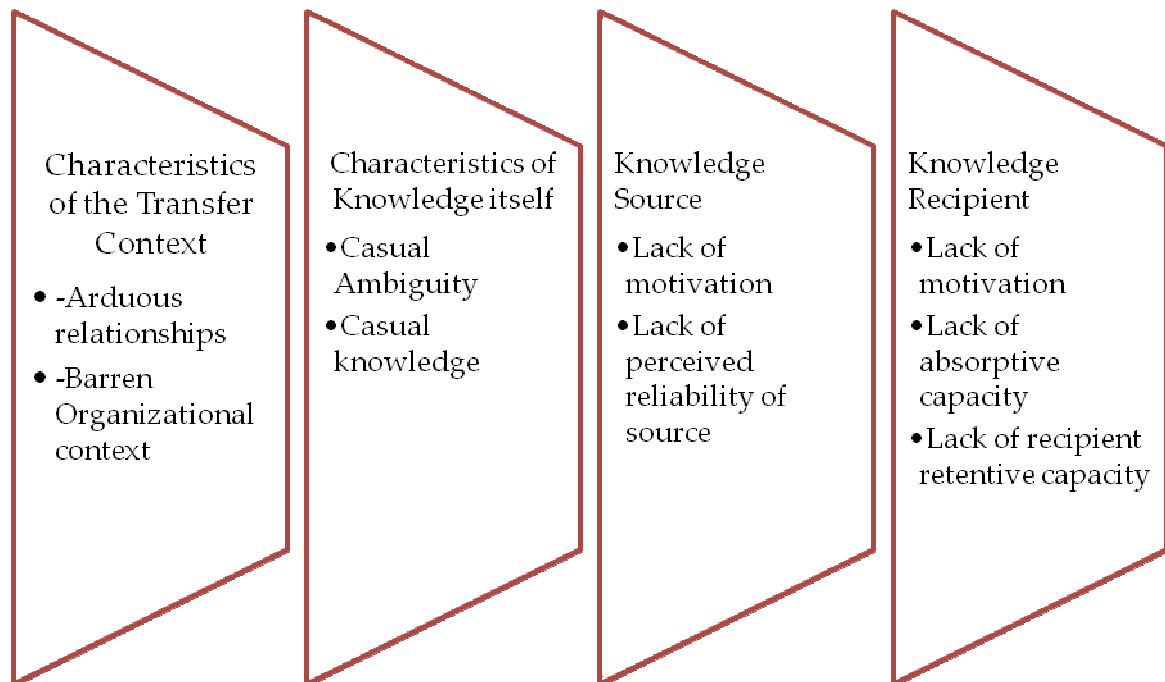 Characteristics
of the Transfer
Context
• -Arduous
relationships
• -Barren
Organizational
context
Characteristics of
Knowledge itself
•Casual
Ambiguity
•Casual
knowledge
Knowledge
Source
•Lack of
motivation
•Lack of
perceived
reliability of
source
Knowledge
Recipient
•Lack of
motivation
•Lack of
absorptive
capacity
•Lack of recipient
retentive capacity